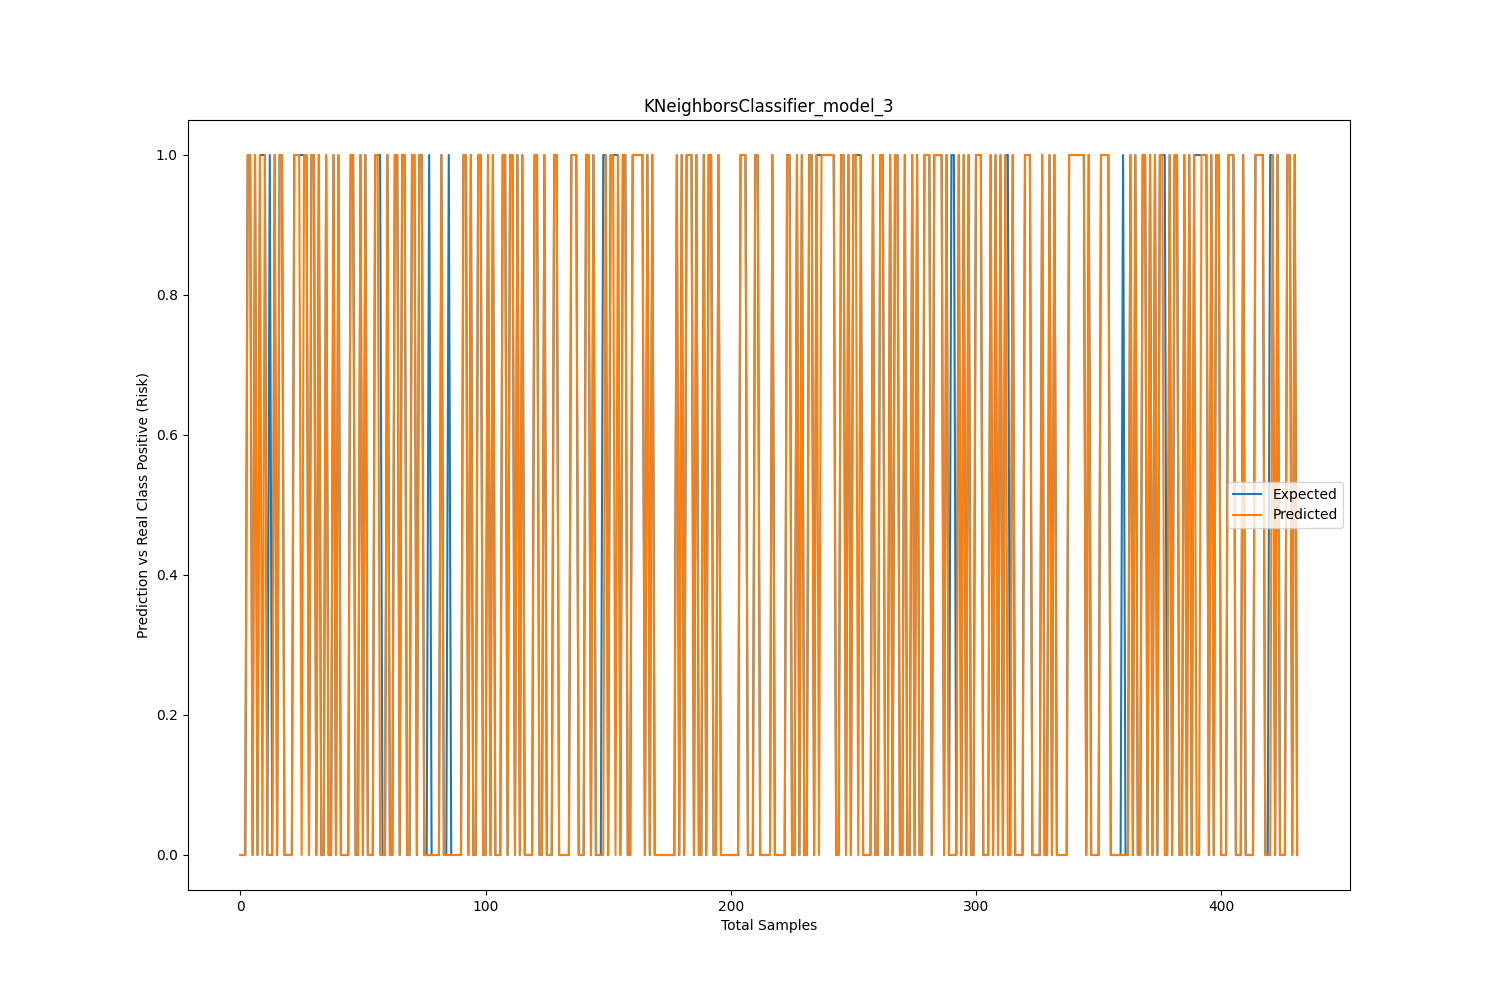 KNeighborsClassifier_model_3
Prediction vs Real Class Positive (Risk)
1.0
0.8
0.6
0.4
0.2
0.0
Expected
Predicted
0 100 200 300 400
Total Samples